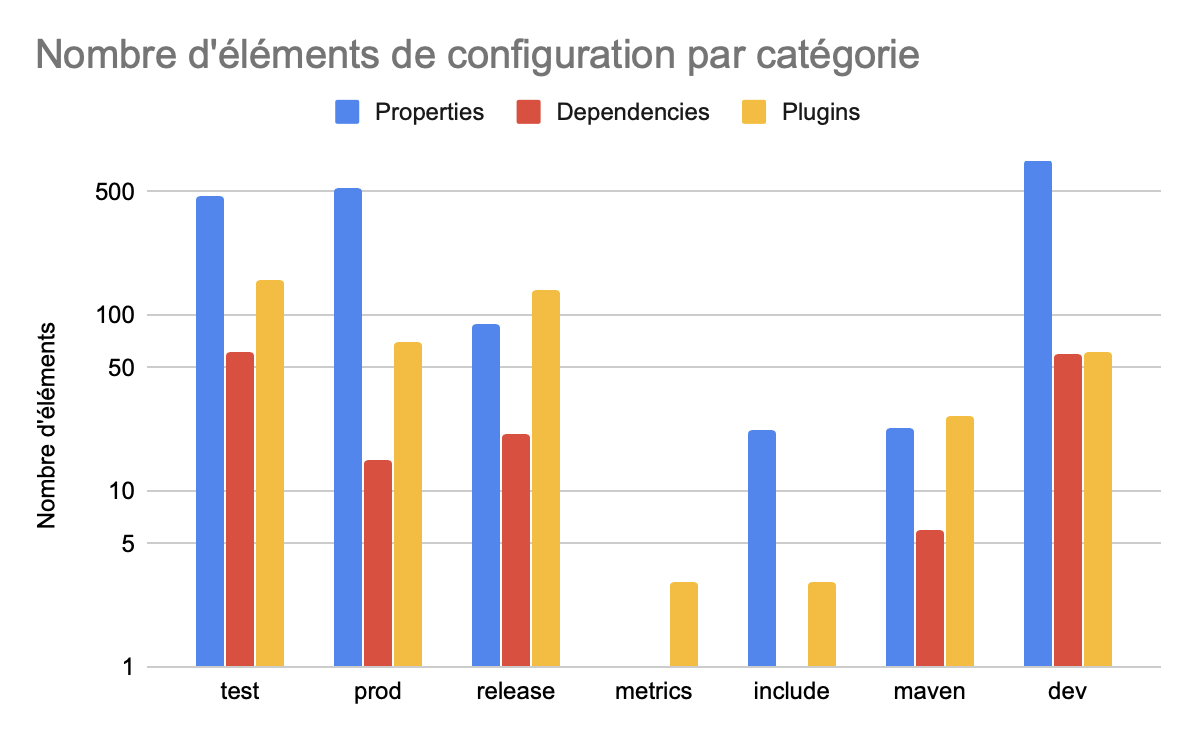 Nombre d'éléments de configuration par catégorie
Properties Dependencies Plugins
Nombre d'éléments
500
100
50
10
5
1
test prod release metrics include maven dev